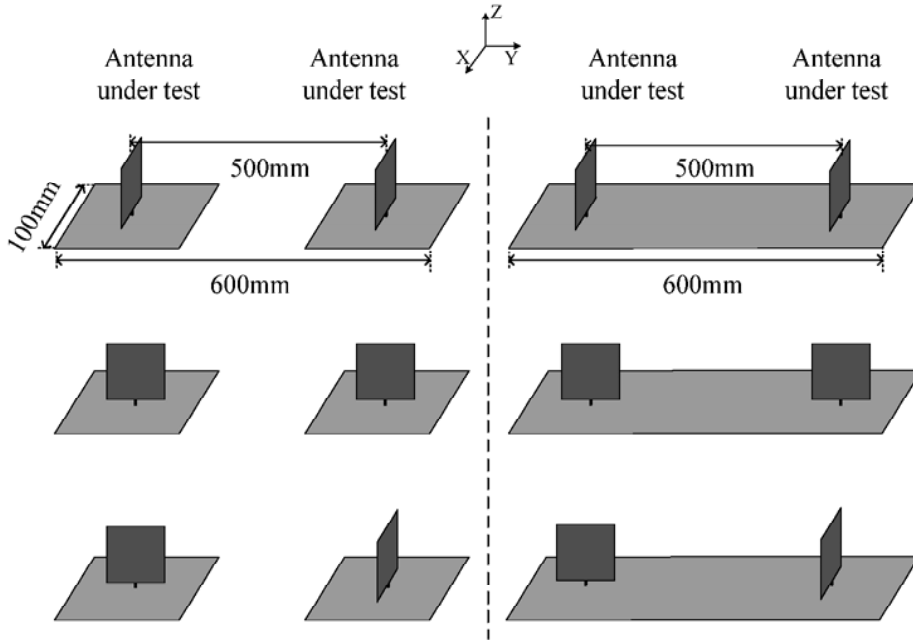 Z
X
Y
Antenna
under test
Antenna
under test
Antenna
under test
Antenna
under test
500mm
500mm
100mm
600mm
600mm